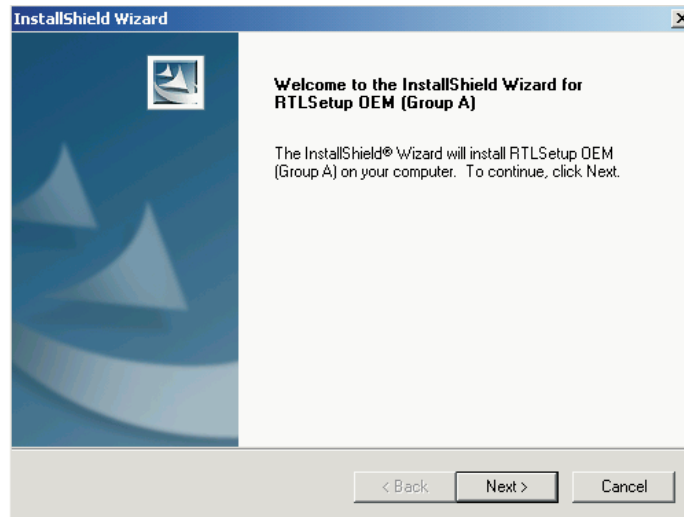 InstallShield Wizard
Welcome to the InstallShield Wizard for
RTLSetup OEM (Group A)
The InstallShield® Wizard will install RTLSetup OEM
(Group A) on your computer. To continue, click Next.
< Back
Next >
Cancel